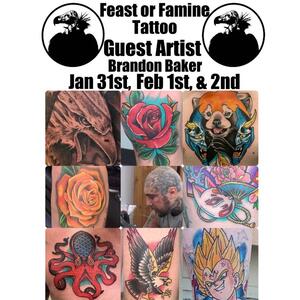 Feast or Famine
Tattoo
Guest Artist
Brandon Baker
Jan 31st, Feb 1st, & 2nd